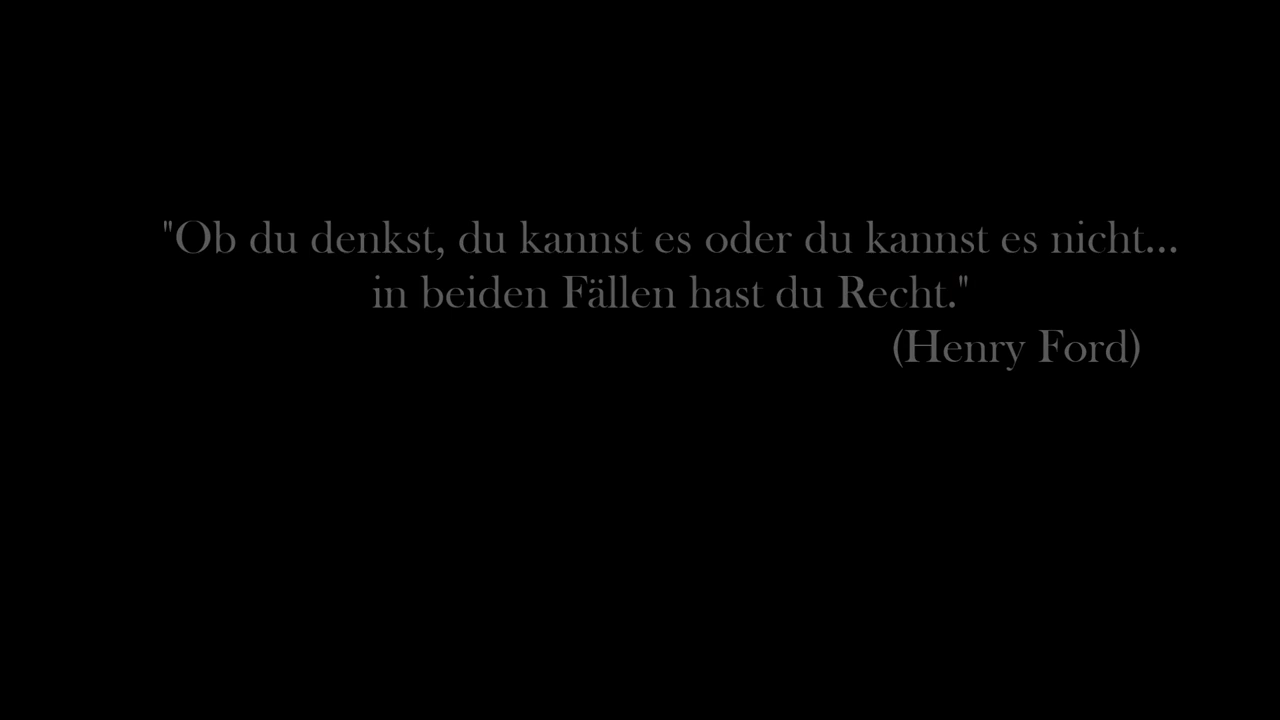 "Ob du denkst, du kannst es oder du kannst es nicht...
in beiden Fällen hast du Recht."
(Henry Ford)